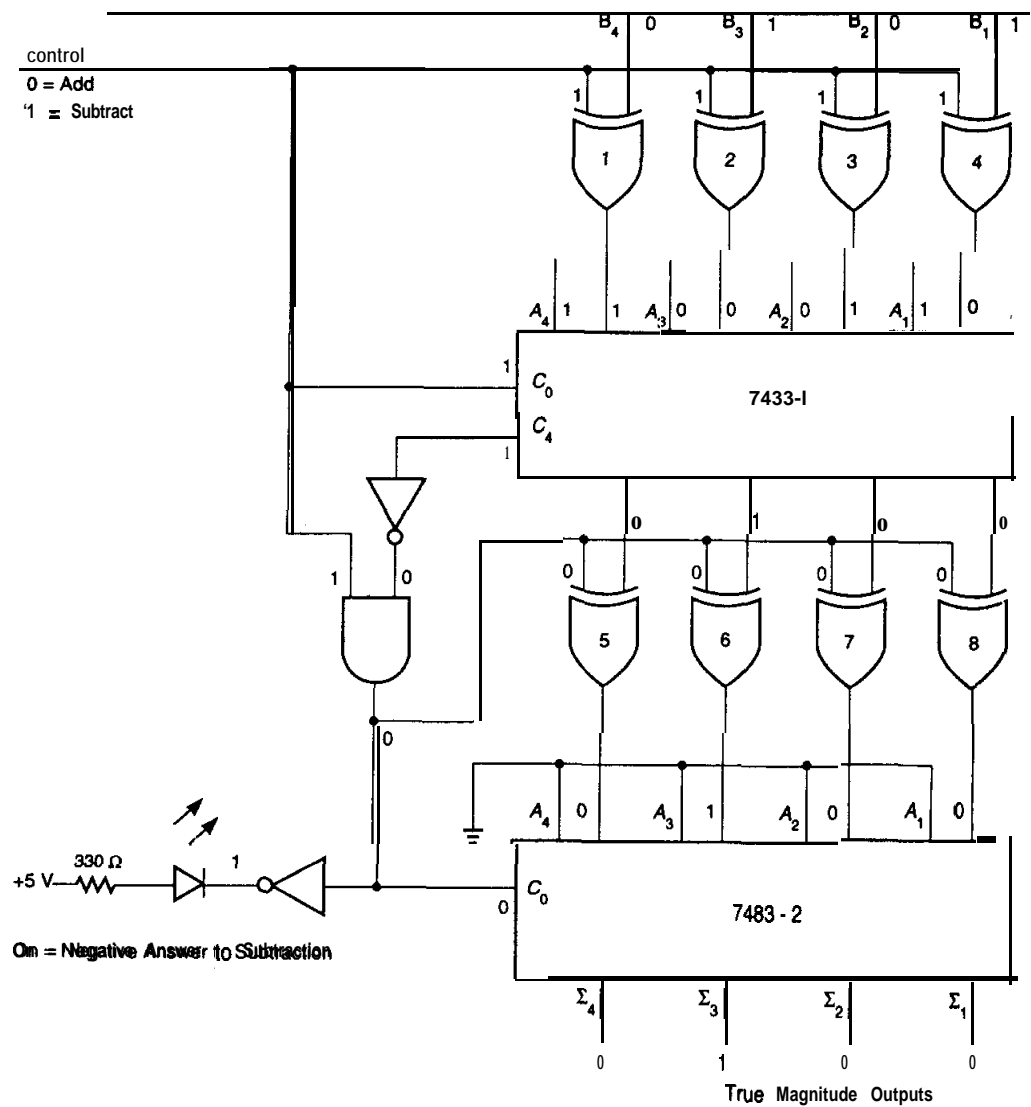 B4 0 B3 1 B2 0 B1 1
control
0 = Add
'1 = Subtract
1 1 1 1
1 2 3 4
A4 1 1 A3 0 0 A2 0 1 A1 1 0
1 C0
7433-I
C4
1
0 1 0 0
1 0
0 0 0 0
5 6 7 8
0
A4 0 A3 1 A2 0 A1 0
330 Ω
1
+5 V
C0
0
7483 - 2
On = Negative Answer to Subtraction
Σ4 Σ3 Σ2 Σ1
0 1 0 0
True Magnitude Outputs